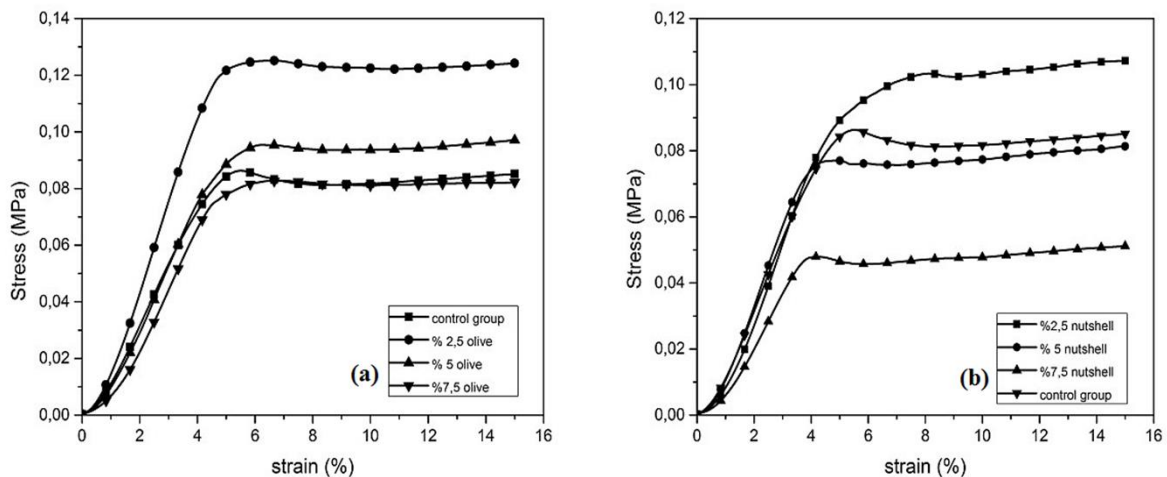 0,14
0,12
0,10
0,08
0,06
0,04
0,02
0,00
Stress (MPa)
0 2 4 6 8 10 12 14 16
strain (%)
control group
% 2,5 olive
% 5 olive
%7,5 olive
(a)
0,12
0,10
0,08
0,06
0,04
0,02
0,00
Stress (MPa)
0 2 4 6 8 10 12 14 16
strain (%)
%2,5 nutshell
% 5 nutshell
%7,5 nutshell
control group
(b)